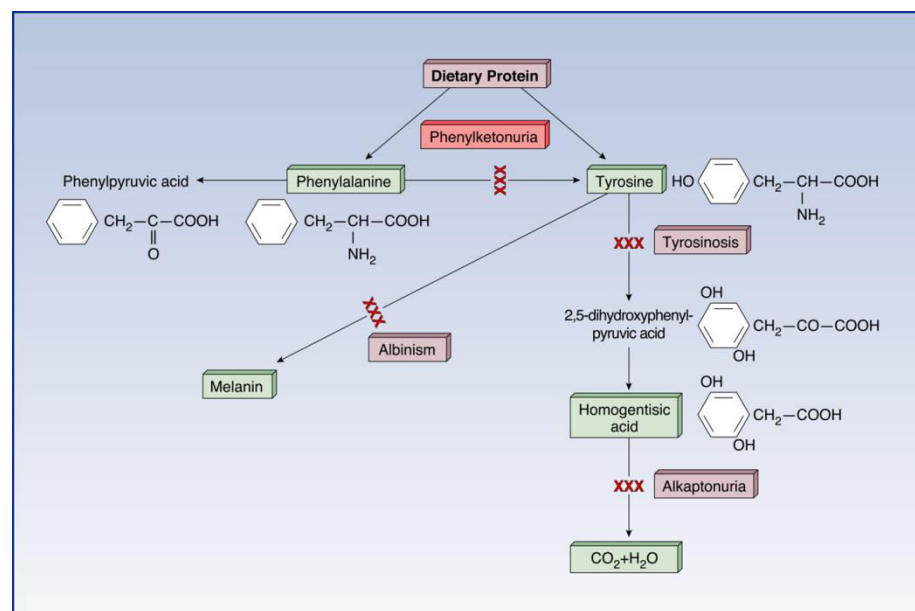 Dietary Protein
Phenylketonuria
Phenylpyruvic acid
Phenylalanine
XXX
Tyrosine
HO
CH₂–CH–COOH
NH₂
CH₂–C–COOH
O
CH₂–CH–COOH
NH₂
XXX
Tyrosinosis
XXX
Albinism
Melanin
2,5-dihydroxyphenyl-
pyruvic acid
OH
CH₂–CO–COOH
OH
Homogentisic
acid
OH
CH₂–COOH
OH
XXX
Alkaptonuria
CO₂+H₂O